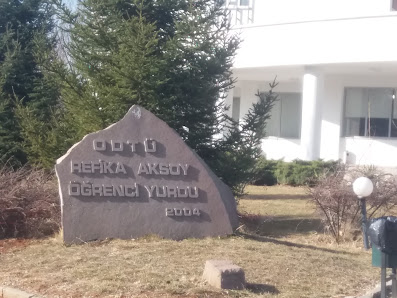 ODTÜ
REFİKA AKSOY
ÖĞRENCİ YURDU
2004